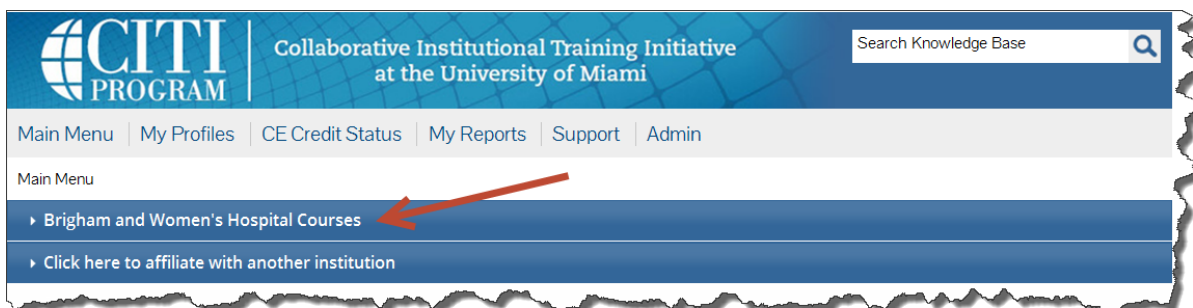 CITI
PROGRAM
Collaborative Institutional Training Initiative
at the University of Miami
Search Knowledge Base
Main Menu My Profiles CE Credit Status My Reports Support Admin
Main Menu
Brigham and Women's Hospital Courses
Click here to affiliate with another institution